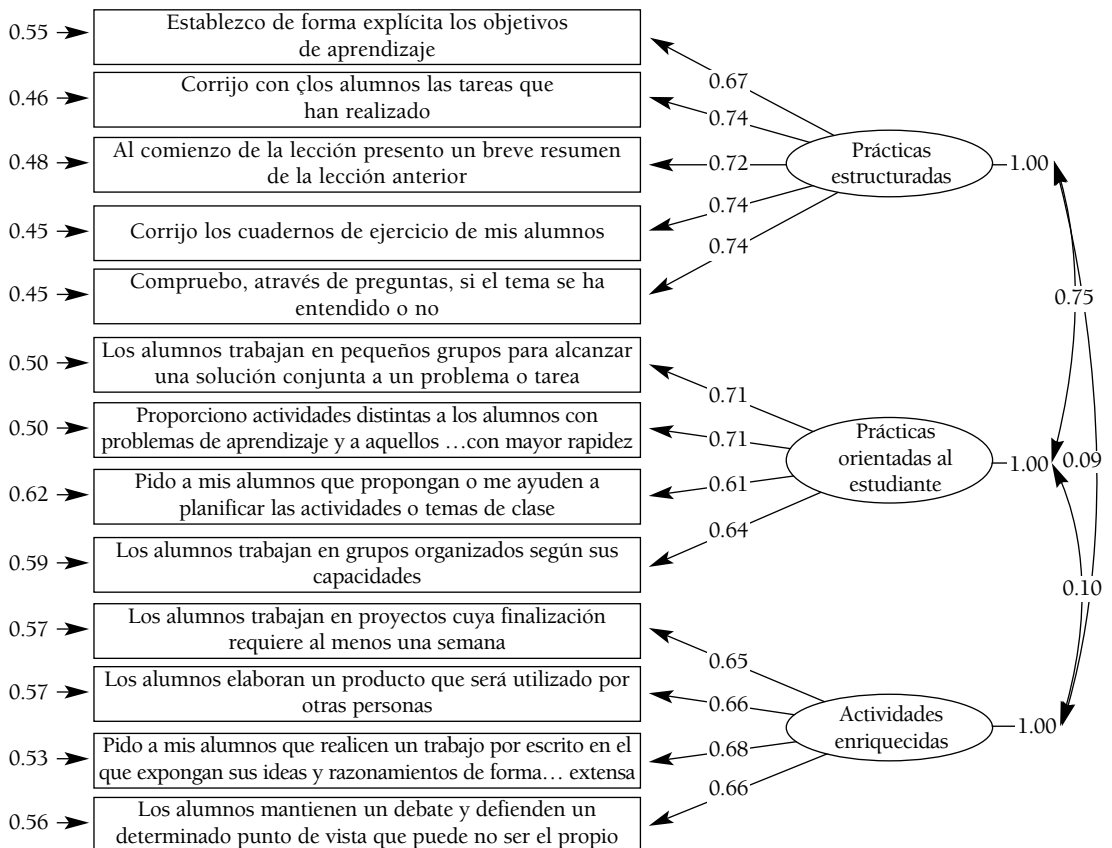 0.55
Establezco de forma explícita los objetivos
de aprendizaje
0.67
0.46
Corrijo con çlos alumnos las tareas que
han realizado
0.74
0.48
Al comienzo de la lección presento un breve resumen
de la lección anterior
0.72
Prácticas
estructuradas
1.00
0.45
Corrijo los cuadernos de ejercicio de mis alumnos
0.74
0.45
Compruebo, através de preguntas, si el tema se ha
entendido o no
0.74
0.75
0.50
Los alumnos trabajan en pequeños grupos para alcanzar
una solución conjunta a un problema o tarea
0.71
0.50
Proporciono actividades distintas a los alumnos con
problemas de aprendizaje y a aquellos …con mayor rapidez
0.71
Prácticas
orientadas al
estudiante
1.00
0.09
0.62
Pido a mis alumnos que propongan o me ayuden a
planificar las actividades o temas de clase
0.61
0.59
Los alumnos trabajan en grupos organizados según sus
capacidades
0.64
0.10
0.57
Los alumnos trabajan en proyectos cuya finalización
requiere al menos una semana
0.65
0.57
Los alumnos elaboran un producto que será utilizado por
otras personas
0.66
Actividades
enriquecidas
1.00
0.53
Pido a mis alumnos que realicen un trabajo por escrito en el
que expongan sus ideas y razonamientos de forma… extensa
0.68
0.56
Los alumnos mantienen un debate y defienden un
determinado punto de vista que puede no ser el propio
0.66